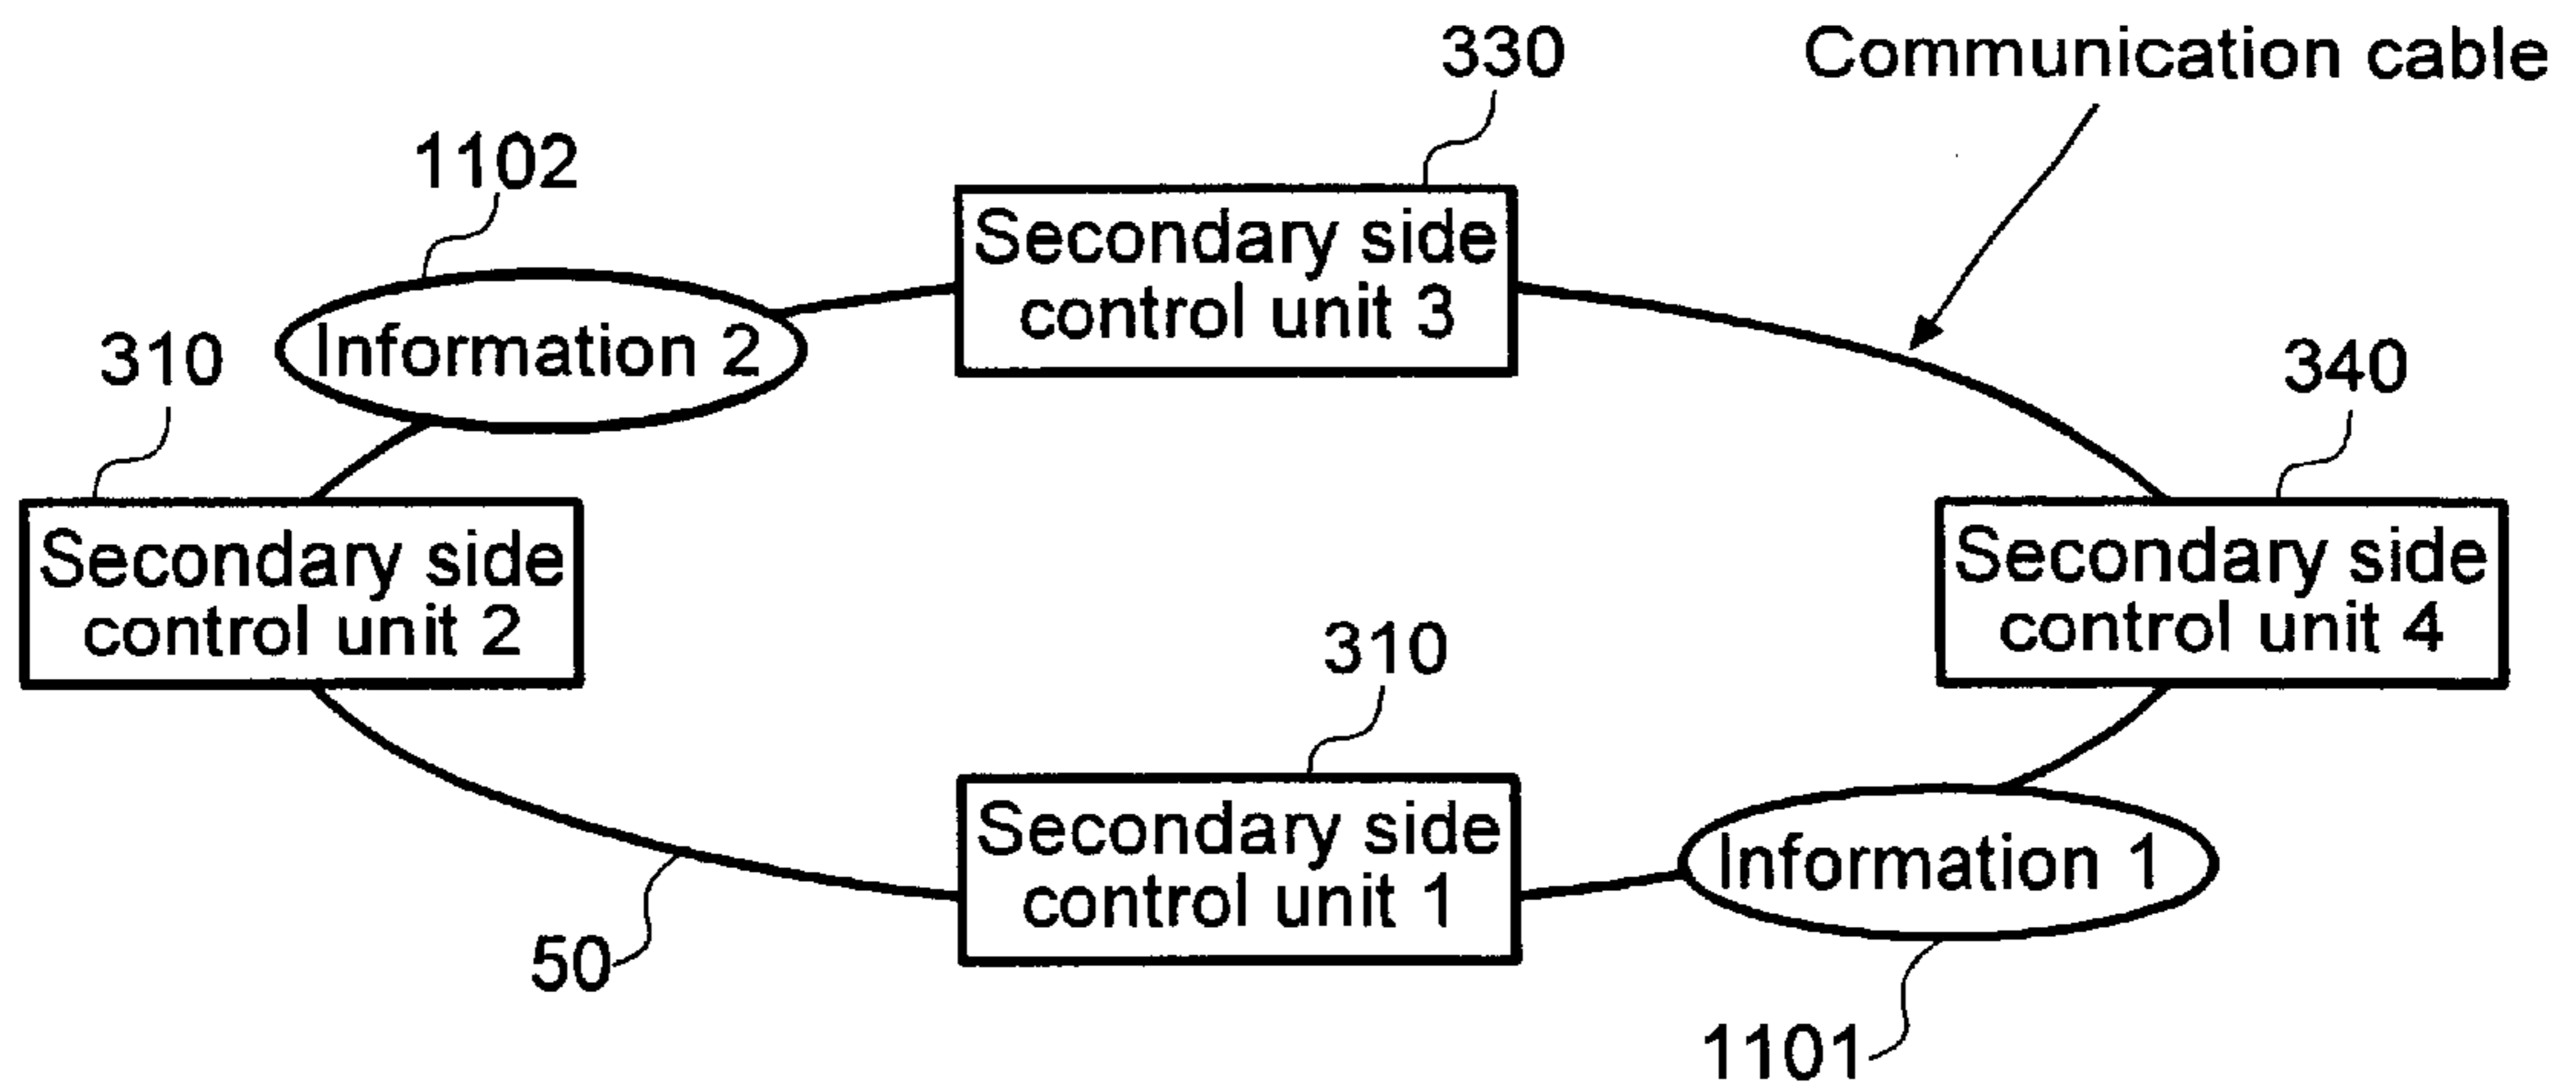 330
Communication cable
1102
Secondary side
control unit 3
310
Information 2
340
Secondary side
control unit 2
Secondary side
control unit 4
310
Secondary side
control unit 1
Information 1
50
1101